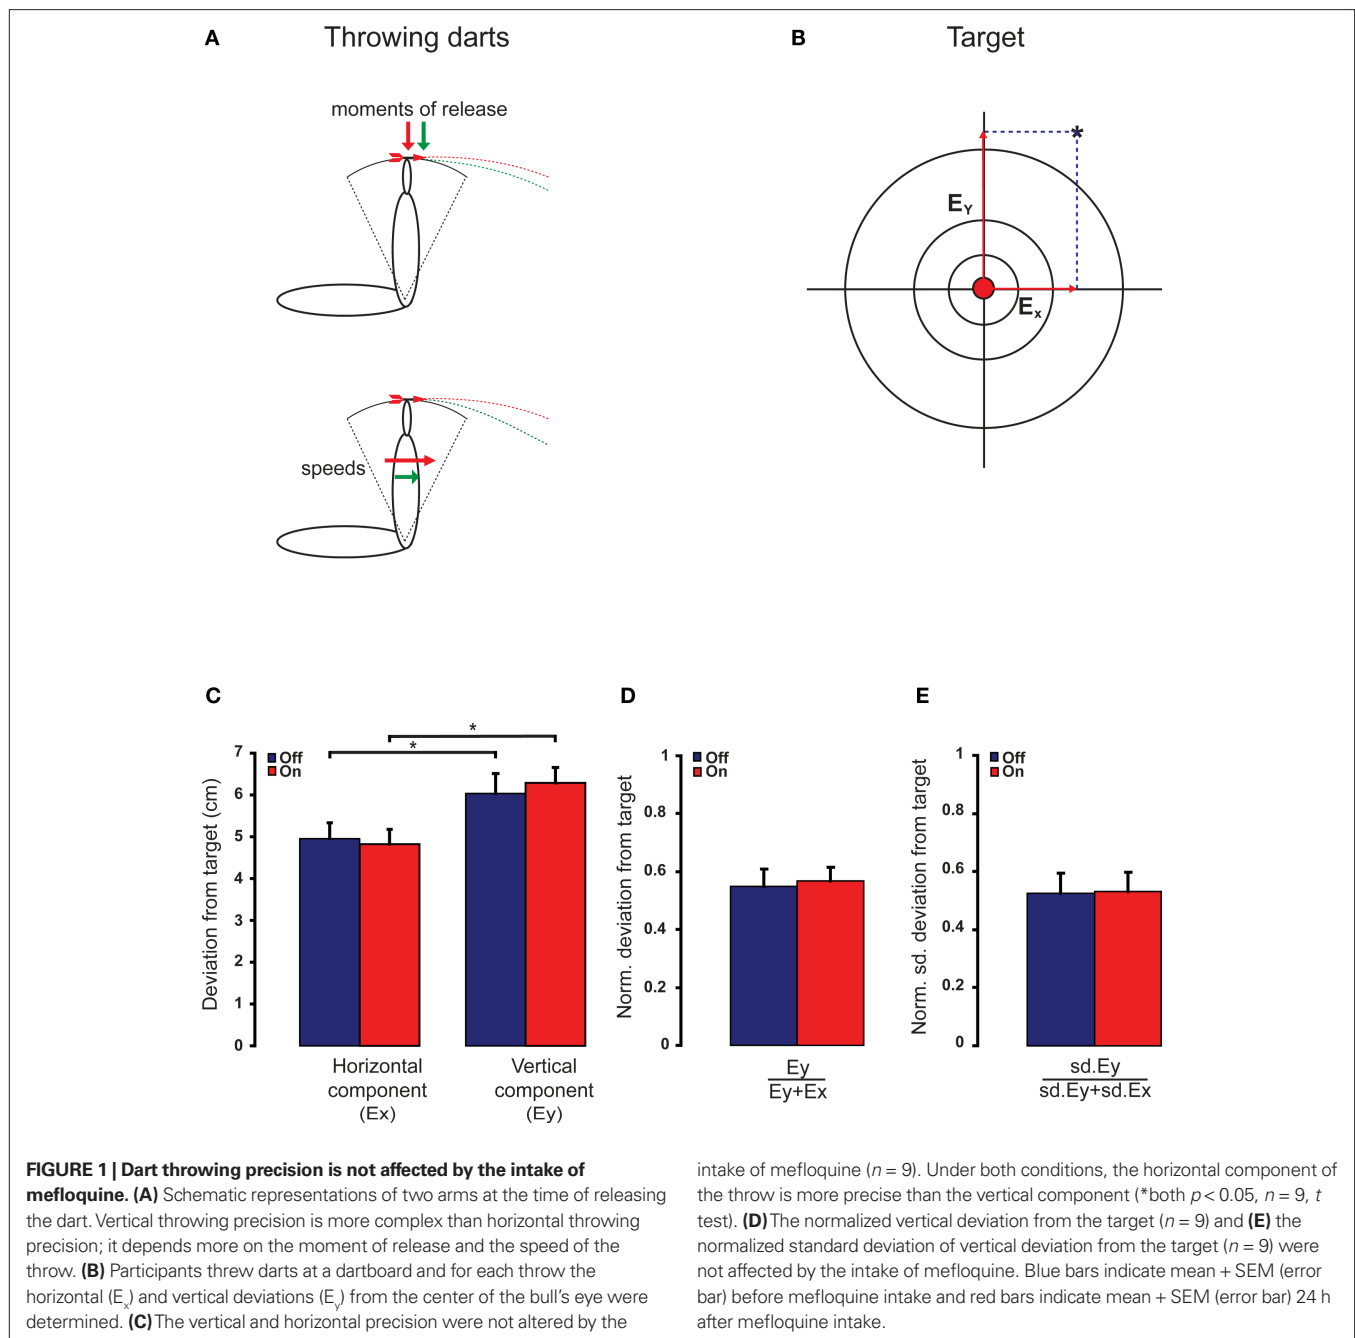 A Throwing darts
moments of release
speeds
B Target
*
E_Y
E_x
C
Deviation from target (cm)
7
6
5
4
3
2
1
0
Off
On
*
*
Horizontal
component
(Ex)
Vertical
component
(Ey)
D
Norm. deviation from target
1
0.8
0.6
0.4
0.2
0
Off
On
Ey
Ey+Ex
E
Norm. sd. deviation from target
1
0.8
0.6
0.4
0.2
0
Off
On
sd.Ey
sd.Ey+sd.Ex
FIGURE 1 | Dart throwing precision is not affected by the intake of
mefloquine. (A) Schematic representations of two arms at the time of releasing
the dart. Vertical throwing precision is more complex than horizontal throwing
precision; it depends more on the moment of release and the speed of the
throw. (B) Participants threw darts at a dartboard and for each throw the
horizontal (E_x) and vertical deviations (E_y) from the center of the bull's eye were
determined. (C) The vertical and horizontal precision were not altered by the
intake of mefloquine (n = 9). Under both conditions, the horizontal component of
the throw is more precise than the vertical component (*both p < 0.05, n = 9, t
test). (D) The normalized vertical deviation from the target (n = 9) and (E) the
normalized standard deviation of vertical deviation from the target (n = 9) were
not affected by the intake of mefloquine. Blue bars indicate mean + SEM (error
bar) before mefloquine intake and red bars indicate mean + SEM (error bar) 24 h
after mefloquine intake.